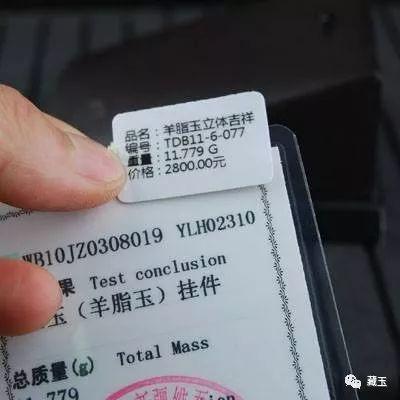 品名：羊脂玉立体吉祥
编号：TDB11-6-077
重量：11.779 G
价格：2800.00元
WB10JZ0308019 YLH02310
果 Test conclusion
玉（羊脂玉）挂件
总质量(g) Total Mass
.779
藏玉